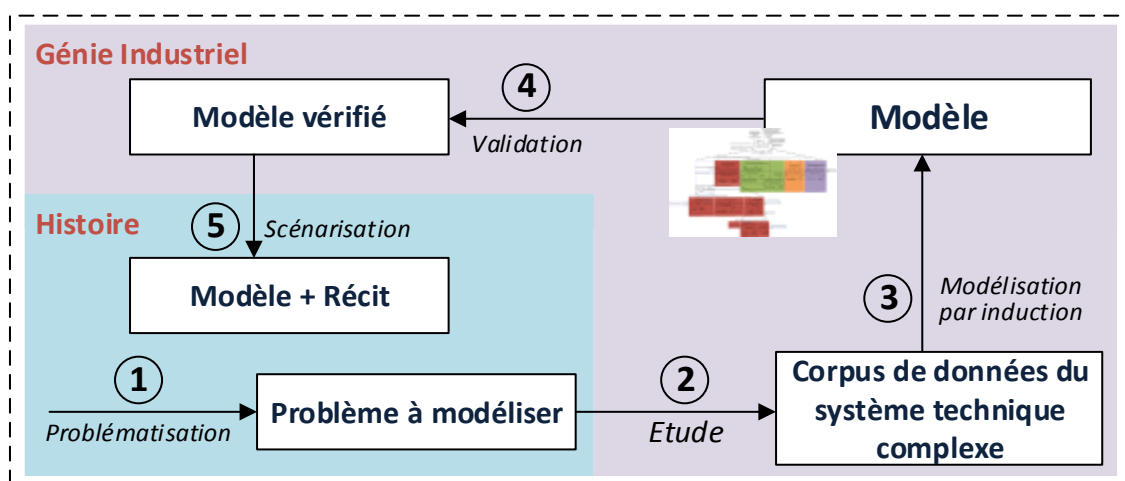 Génie Industriel
4
Modèle vérifié
Modèle
Validation
Histoire
5
Scénarisation
Modèle + Récit
3
Modélisation
par induction
1
2
Problème à modéliser
Problématisation
Etude
Corpus de données du
système technique
complexe